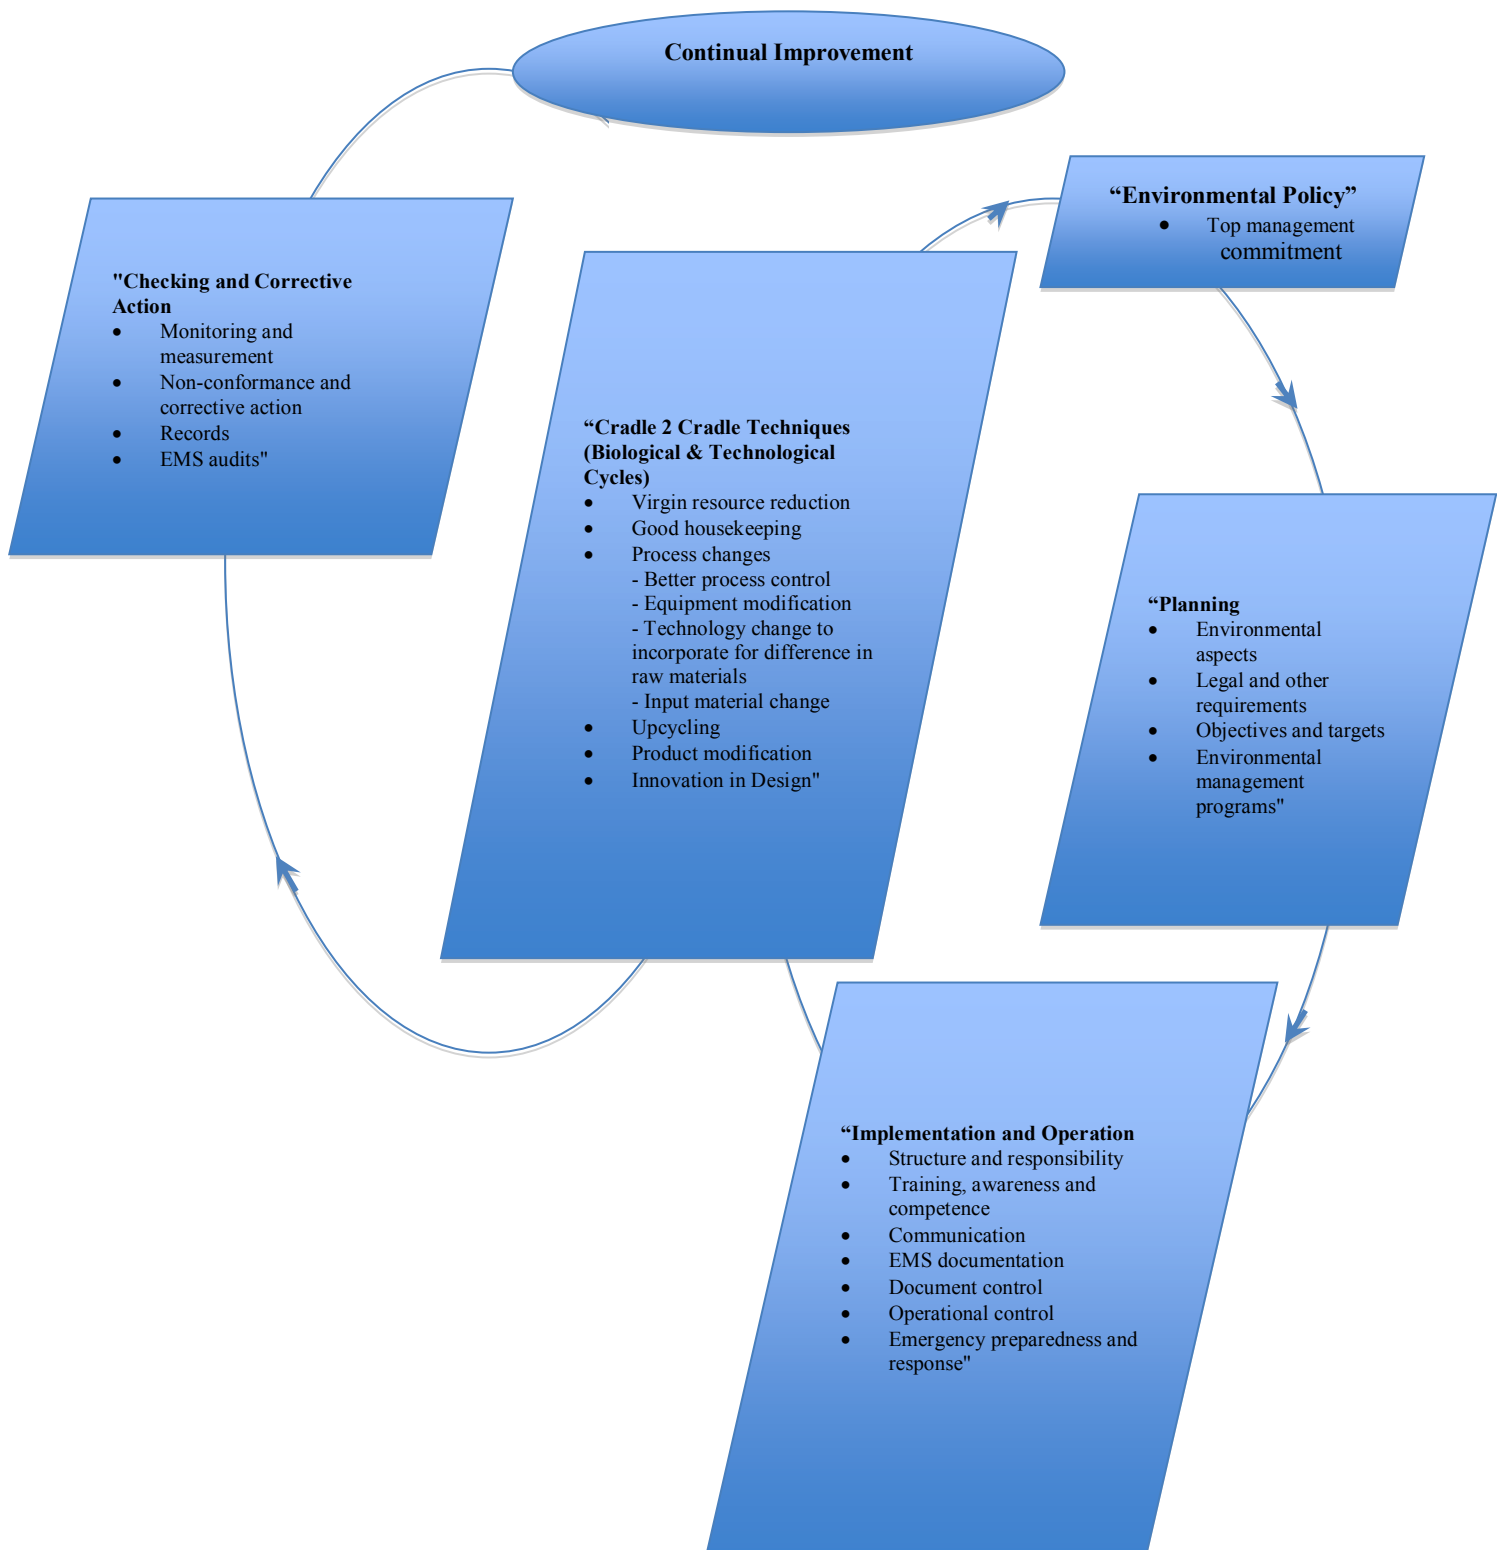 Continual Improvement
“Environmental Policy”
• Top management
commitment
"Checking and Corrective
Action
• Monitoring and
measurement
• Non-conformance and
corrective action
• Records
• EMS audits"
“Cradle 2 Cradle Techniques
(Biological & Technological
Cycles)
• Virgin resource reduction
• Good housekeeping
• Process changes
- Better process control
- Equipment modification
- Technology change to
incorporate for difference in
raw materials
- Input material change
• Upcycling
• Product modification
• Innovation in Design"
“Planning
• Environmental
aspects
• Legal and other
requirements
• Objectives and targets
• Environmental
management
programs"
“Implementation and Operation
• Structure and responsibility
• Training, awareness and
competence
• Communication
• EMS documentation
• Document control
• Operational control
• Emergency preparedness and
response"